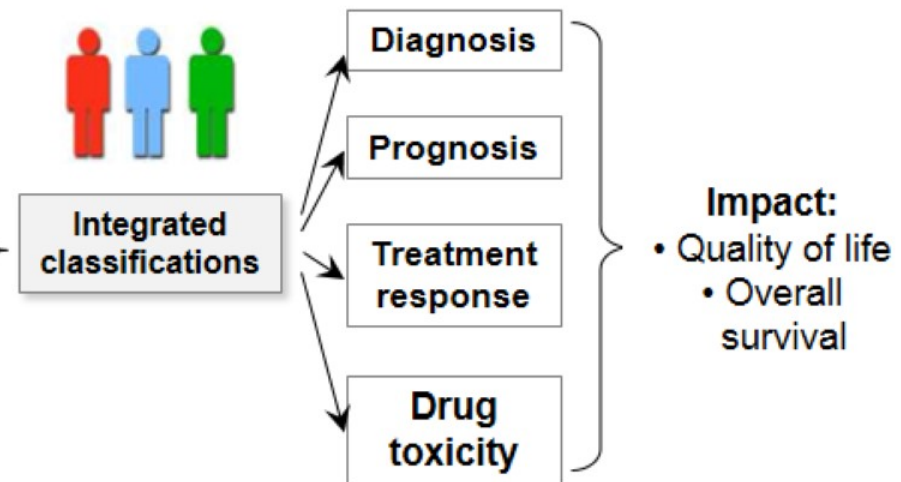 Integrated
classifications
Diagnosis
Prognosis
Treatment
response
Drug
toxicity
Impact:
• Quality of life
• Overall
survival